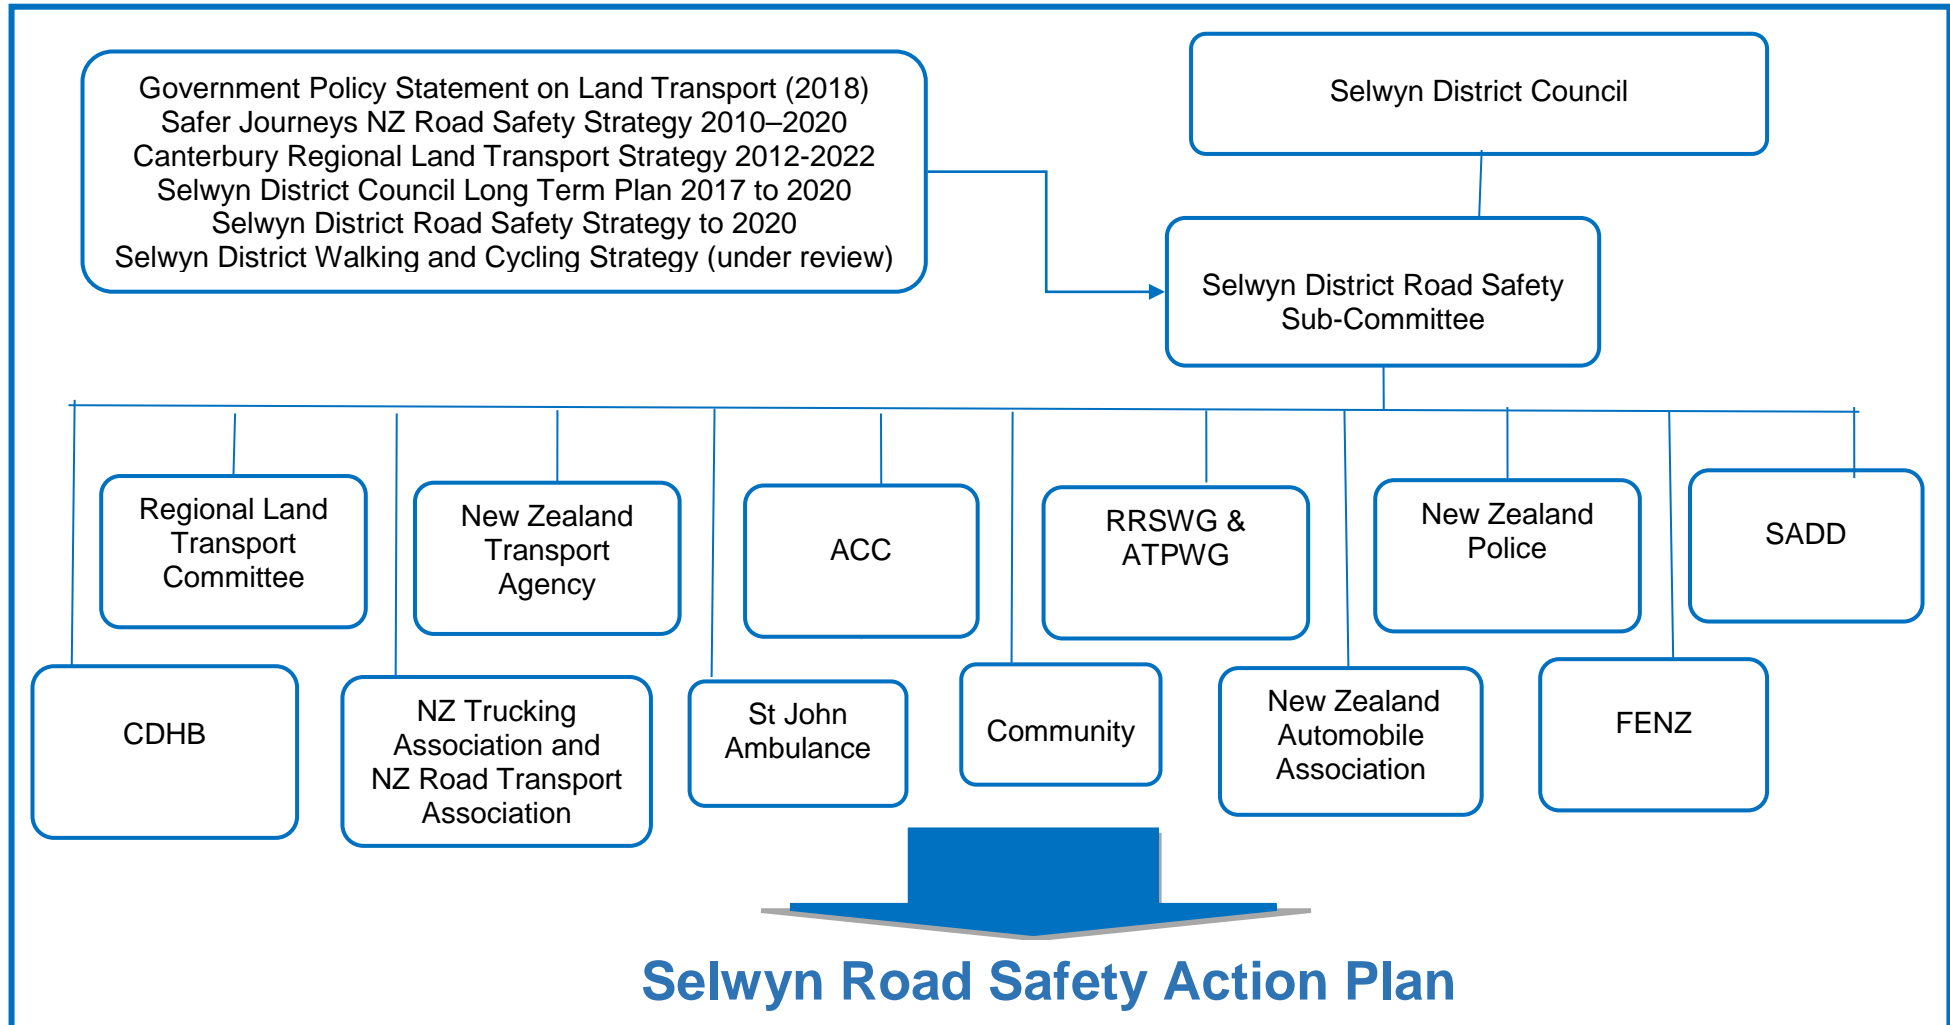 Government Policy Statement on Land Transport (2018)
Safer Journeys NZ Road Safety Strategy 2010–2020
Canterbury Regional Land Transport Strategy 2012-2022
Selwyn District Council Long Term Plan 2017 to 2020
Selwyn District Road Safety Strategy to 2020
Selwyn District Walking and Cycling Strategy (under review)
Selwyn District Council
Selwyn District Road Safety
Sub-Committee
Regional Land
Transport
Committee
New Zealand
Transport
Agency
ACC
RRSWG &
ATPWG
New Zealand
Police
SADD
CDHB
NZ Trucking
Association and
NZ Road Transport
Association
St John
Ambulance
Community
New Zealand
Automobile
Association
FENZ
Selwyn Road Safety Action Plan